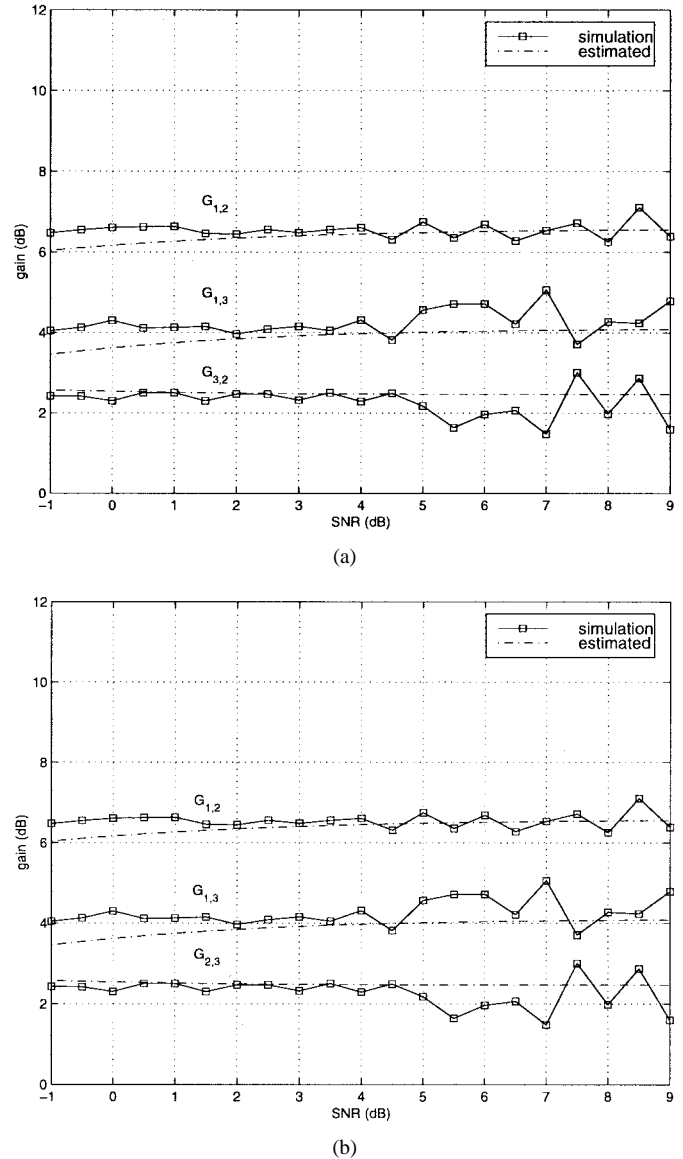 12
10
8
6
4
2
0
gain (dB)
simulation
estimated
G1,2
G1,3
G3,2
−1 0 1 2 3 4 5 6 7 8 9
SNR (dB)
(a)
12
10
8
6
4
2
0
gain (dB)
simulation
estimated
G1,2
G1,3
G2,3
−1 0 1 2 3 4 5 6 7 8 9
SNR (dB)
(b)